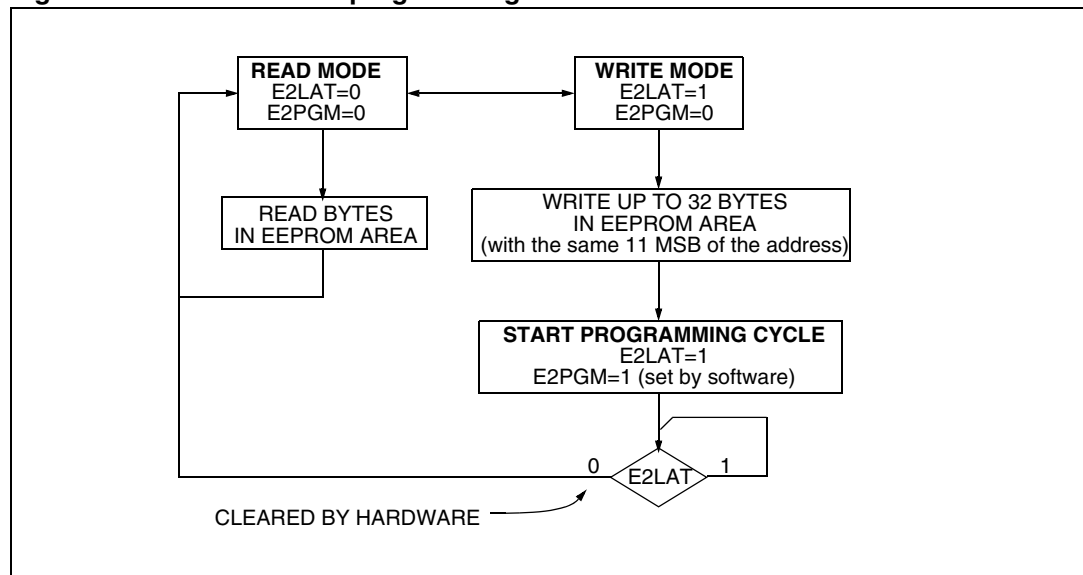 READ MODE
E2LAT=0
E2PGM=0
WRITE MODE
E2LAT=1
E2PGM=0
READ BYTES
IN EEPROM AREA
WRITE UP TO 32 BYTES
IN EEPROM AREA
(with the same 11 MSB of the address)
START PROGRAMMING CYCLE
E2LAT=1
E2PGM=1 (set by software)
0
E2LAT
1
CLEARED BY HARDWARE